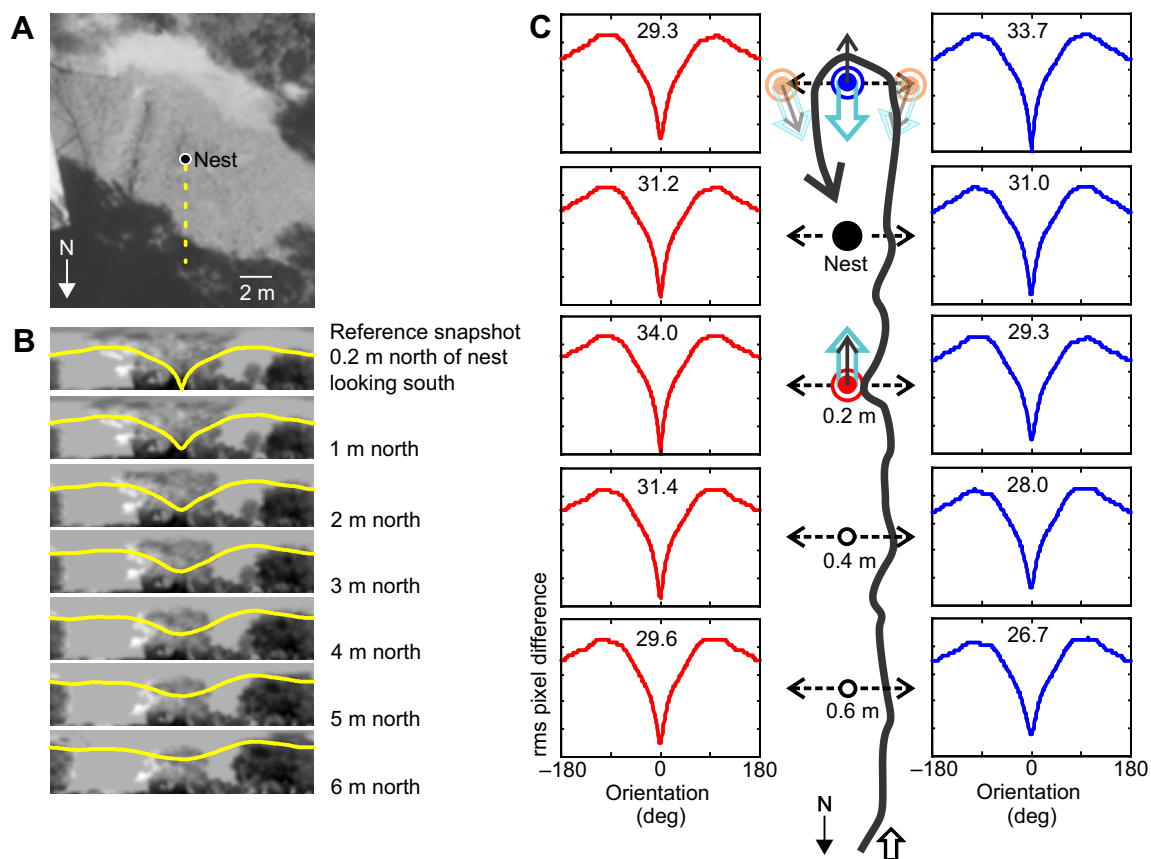 A
Nest
N
2 m
B
Reference snapshot
0.2 m north of nest
looking south
1 m north
2 m north
3 m north
4 m north
5 m north
6 m north
C
29.3
33.7
31.2
31.0
Nest
34.0
29.3
0.2 m
31.4
28.0
0.4 m
29.6
26.7
0.6 m
rms pixel difference
–180
0
180
Orientation
(deg)
N
–180
0
180
Orientation
(deg)